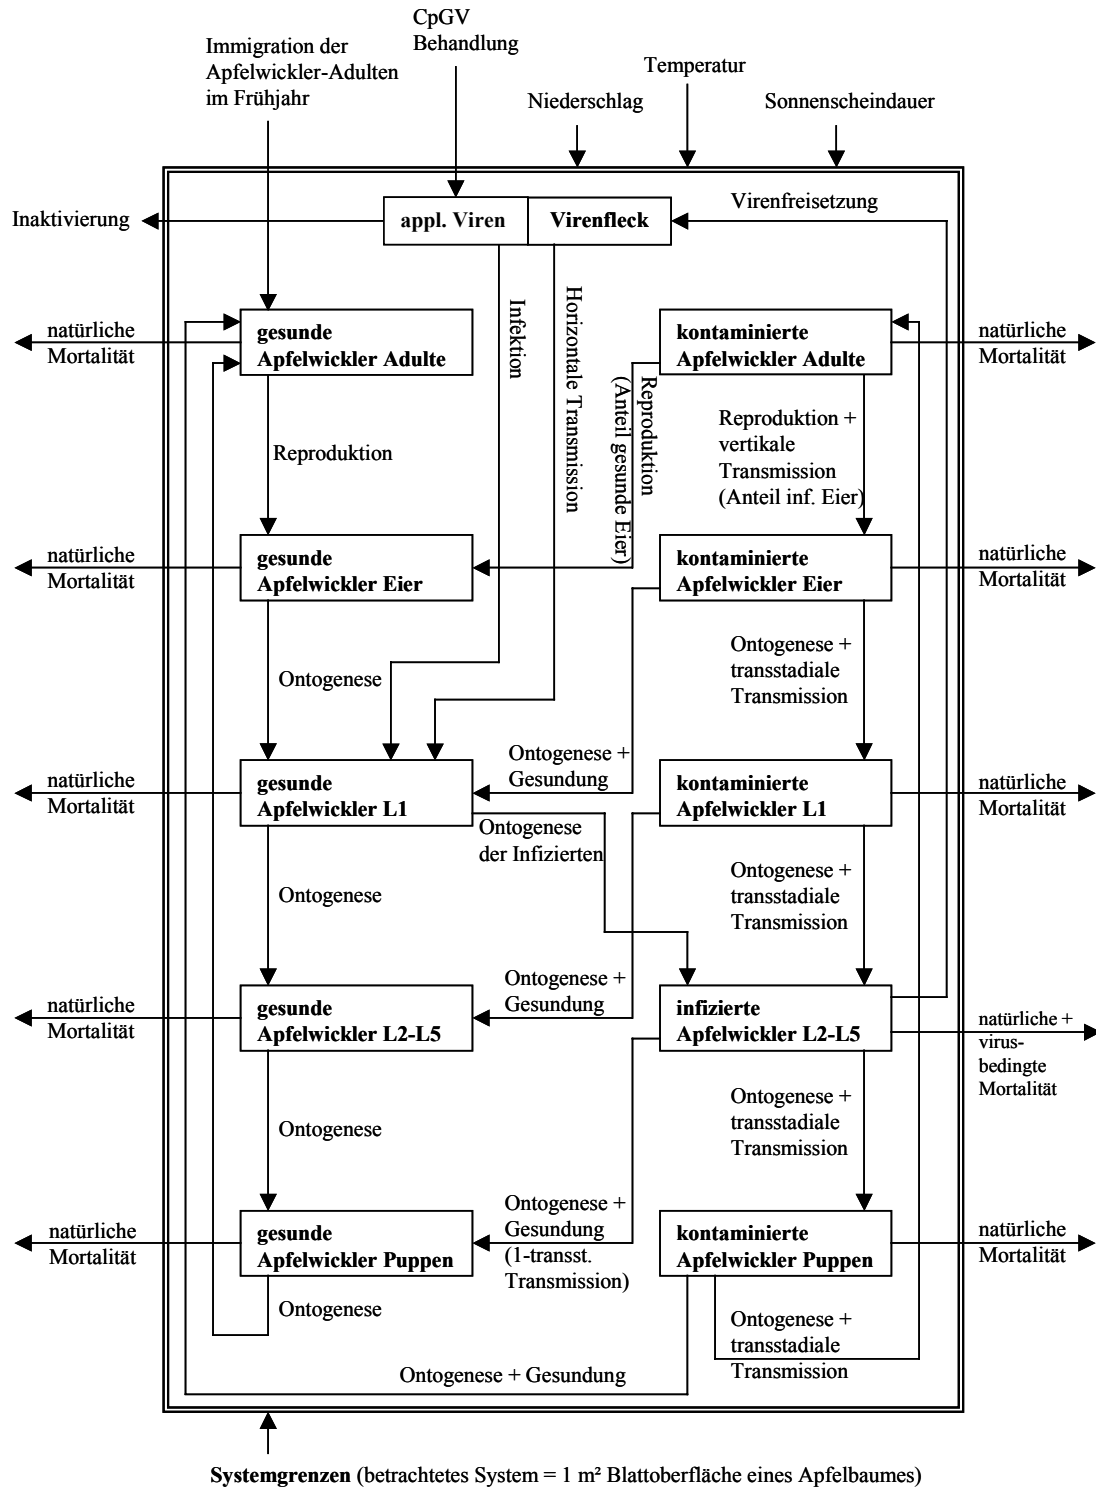 CpGV
Behandlung
Immigration der
Apfelwickler-Adulten
im Frühjahr
Temperatur
Niederschlag
Sonnenscheindauer
Inaktivierung
appl. Viren
Virenfleck
Virenfreisetzung
Infektion
Horizontale Transmission
natürliche
Mortalität
gesunde
Apfelwickler Adulte
kontaminierte
Apfelwickler Adulte
natürliche
Mortalität
Reproduktion
Reproduktion
(Anteil gesunde Eier)
Reproduktion +
vertikale
Transmission
(Anteil inf. Eier)
natürliche
Mortalität
gesunde
Apfelwickler Eier
kontaminierte
Apfelwickler Eier
natürliche
Mortalität
Ontogenese
Ontogenese +
transstadiale
Transmission
Ontogenese +
Gesundung
natürliche
Mortalität
gesunde
Apfelwickler L1
kontaminierte
Apfelwickler L1
natürliche
Mortalität
Ontogenese
der Infizierten
Ontogenese
Ontogenese +
transstadiale
Transmission
Ontogenese +
Gesundung
natürliche
Mortalität
gesunde
Apfelwickler L2-L5
infizierte
Apfelwickler L2-L5
natürliche +
virus-
bedingte
Mortalität
Ontogenese
Ontogenese +
transstadiale
Transmission
Ontogenese +
Gesundung
(1-transst.
Transmission)
natürliche
Mortalität
gesunde
Apfelwickler Puppen
kontaminierte
Apfelwickler Puppen
natürliche
Mortalität
Ontogenese
Ontogenese +
transstadiale
Transmission
Ontogenese + Gesundung
Systemgrenzen (betrachtetes System = 1 m² Blattoberfläche eines Apfelbaumes)